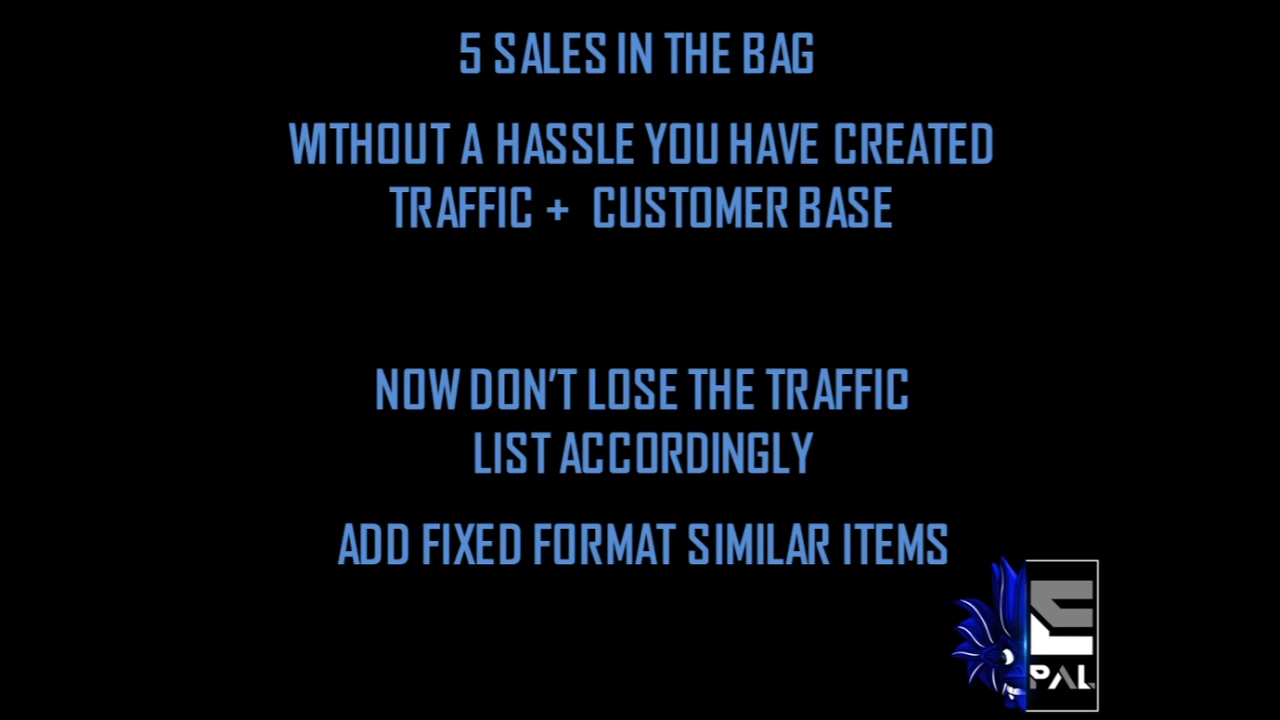 5 SALES IN THE BAG
WITHOUT A HASSLE YOU HAVE CREATED
TRAFFIC + CUSTOMER BASE
NOW DON'T LOSE THE TRAFFIC
LIST ACCORDINGLY
ADD FIXED FORMAT SIMILAR ITEMS
E
PAL